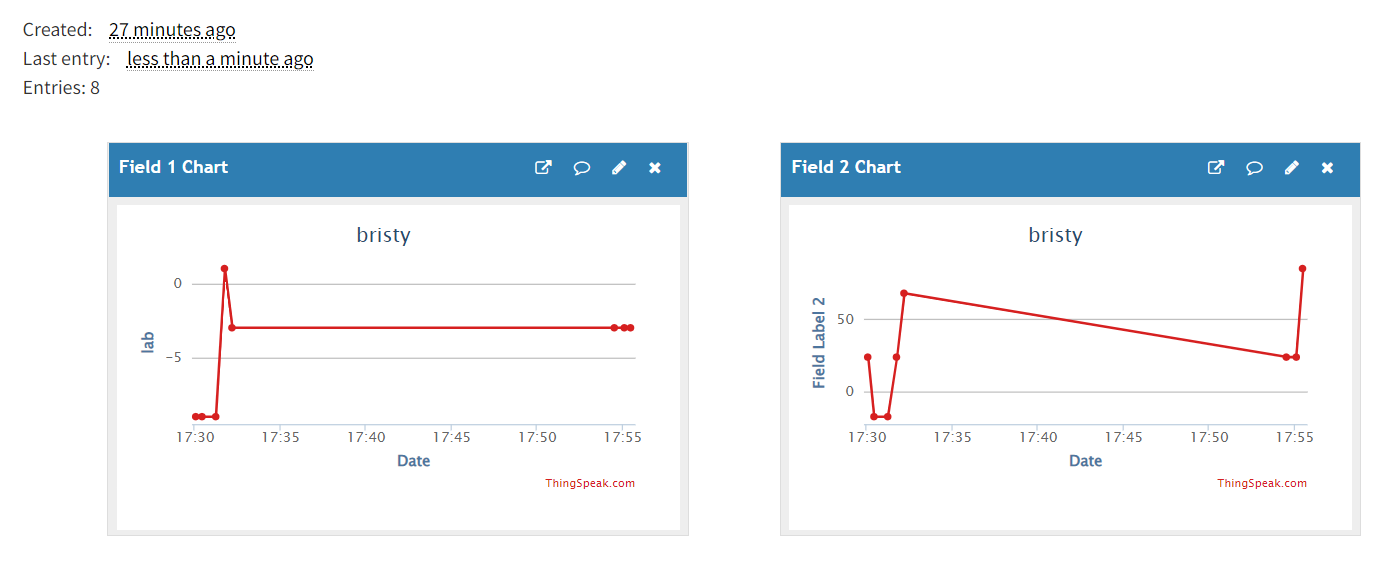 Created: 27 minutes ago
Last entry: less than a minute ago
Entries: 8
Field 1 Chart
bristy
lab
0
−5
17:30 17:35 17:40 17:45 17:50 17:55
Date
ThingSpeak.com
Field 2 Chart
bristy
Field Label 2
50
0
17:30 17:35 17:40 17:45 17:50 17:55
Date
ThingSpeak.com